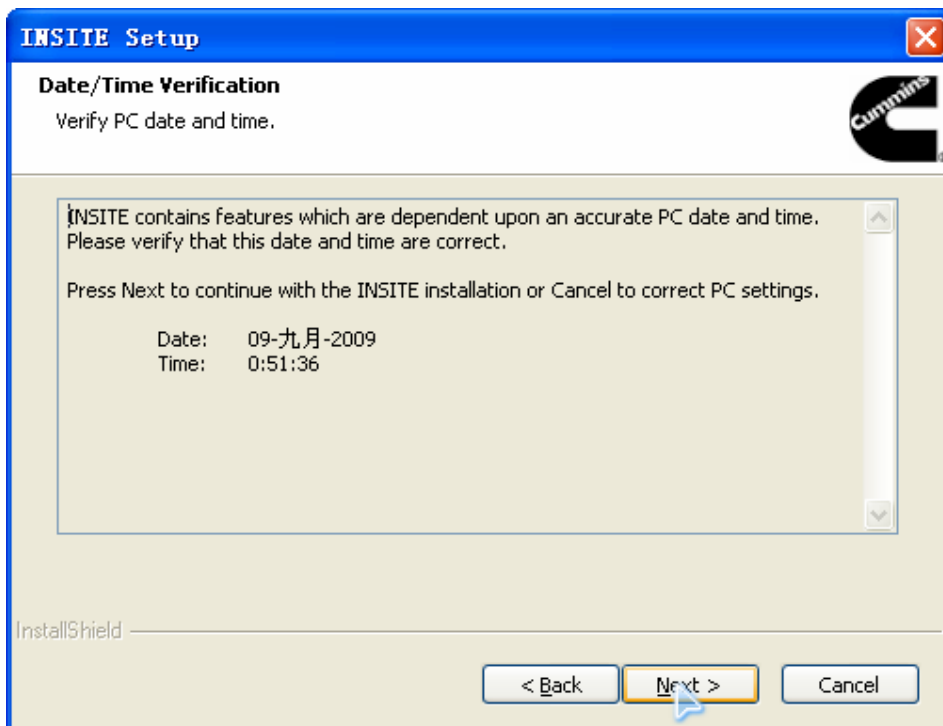 INSITE Setup
Date/Time Verification
Verify PC date and time.
Cummins
INSITE contains features which are dependent upon an accurate PC date and time.
Please verify that this date and time are correct.
Press Next to continue with the INSITE installation or Cancel to correct PC settings.
Date: 09-九月-2009
Time: 0:51:36
InstallShield
< Back Next > Cancel